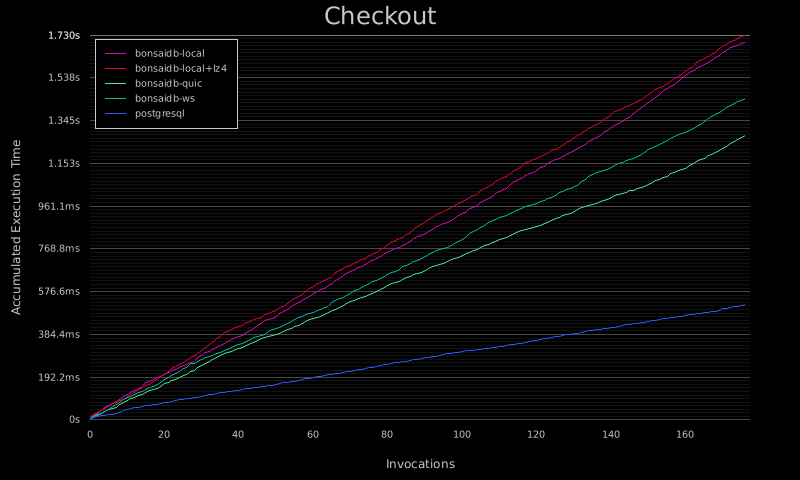 Checkout
Accumulated Execution Time
1.730s
1.538s
1.345s
1.153s
961.1ms
768.8ms
576.6ms
384.4ms
192.2ms
0s
bonsaidb-local
bonsaidb-local+lz4
bonsaidb-quic
bonsaidb-ws
postgresql
0 20 40 60 80 100 120 140 160
Invocations